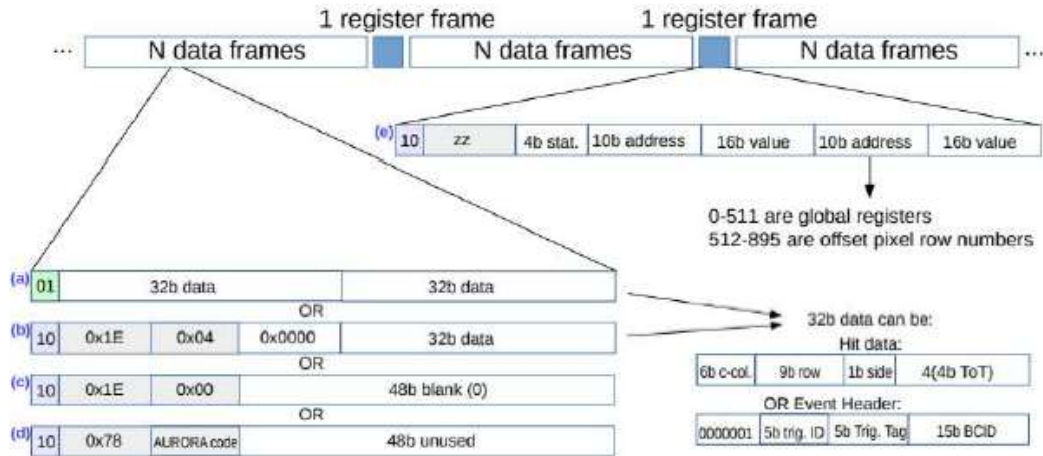 1 register frame 1 register frame
... N data frames N data frames N data frames ...
(e) 10 zz 4b stat. 10b address 16b value 10b address 16b value
0-511 are global registers
512-895 are offset pixel row numbers
(a) 01 32b data 32b data
OR
(b) 10 0x1E 0x04 0x0000 32b data
OR
(c) 10 0x1E 0x00 48b blank (0)
OR
(d) 10 0x78 AURORA code 48b unused
32b data can be:
Hit data:
6b c-col. 9b row 1b side 4(4b ToT)
OR Event Header:
0000001 5b trig. ID 5b Trig. Tag 15b BCID